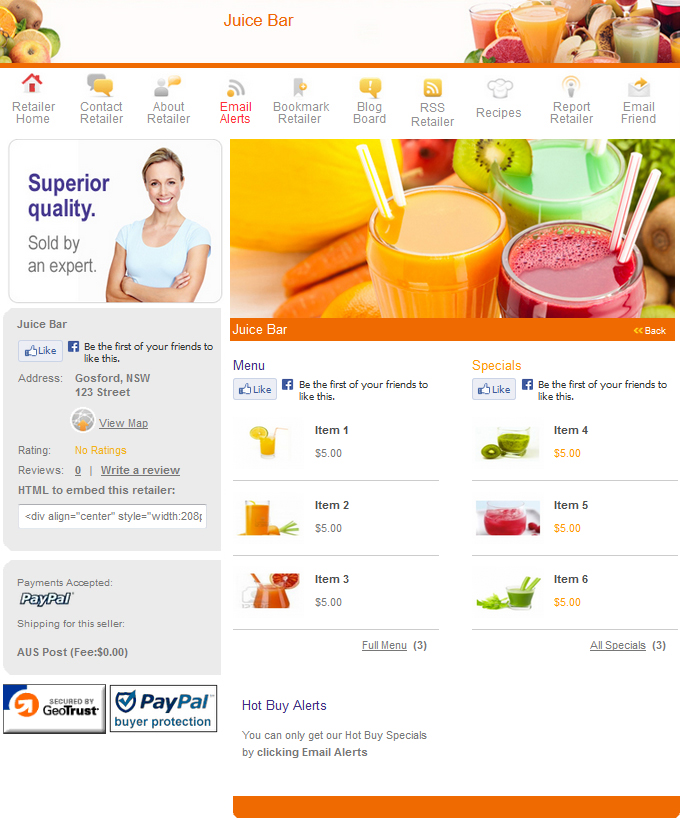 Juice Bar
Retailer Home
Contact Retailer
About Retailer
Email Alerts
Bookmark Retailer
Blog Board
RSS Retailer
Recipes
Report Retailer
Email Friend
Superior
quality.
Sold by
an expert.
Juice Bar
<< Back
Juice Bar
Like
Be the first of your friends to
like this.
Address: Gosford, NSW
123 Street
View Map
Rating: No Ratings
Reviews: 0 | Write a review
HTML to embed this retailer:
<div align="center" style="width:208p
Payments Accepted:
PayPal
Shipping for this seller:
AUS Post (Fee:$0.00)
SECURED BY
GeoTrust
PayPal
buyer protection
Menu
Like
Be the first of your friends to
like this.
Item 1
$5.00
Item 2
$5.00
Item 3
$5.00
Full Menu (3)
Specials
Like
Be the first of your friends to
like this.
Item 4
$5.00
Item 5
$5.00
Item 6
$5.00
All Specials (3)
Hot Buy Alerts
You can only get our Hot Buy Specials
by clicking Email Alerts